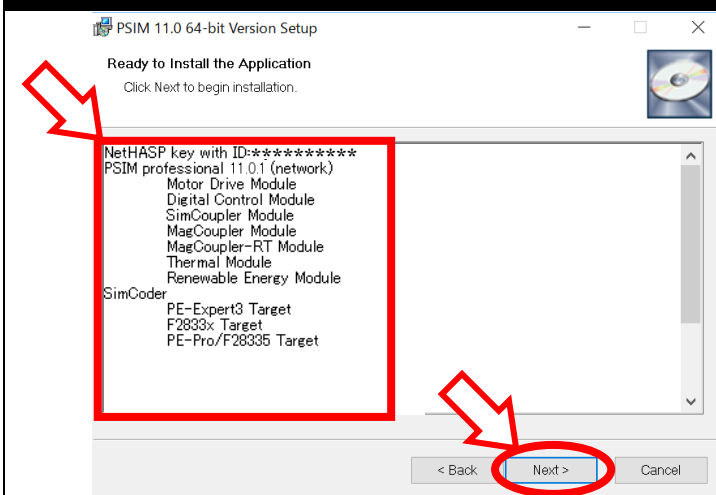 PSIM 11.0 64-bit Version Setup
Ready to Install the Application
Click Next to begin installation.
NetHASP key with ID:**********
PSIM professional 11.0.1 (network)
Motor Drive Module
Digital Control Module
SimCoupler Module
MagCoupler Module
MagCoupler-RT Module
Thermal Module
Renewable Energy Module
SimCoder
PE-Expert3 Target
F2833x Target
PE-Pro/F28335 Target
< Back
Next >
Cancel